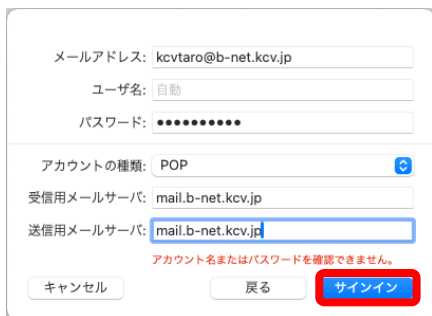 メールアドレス: kcvtaro@b-net.kcv.jp
ユーザ名: 自動
パスワード: ••••••••••
アカウントの種類: POP
受信用メールサーバ: mail.b-net.kcv.jp
送信用メールサーバ: mail.b-net.kcv.jp
アカウント名またはパスワードを確認できません。
キャンセル 戻る サインイン